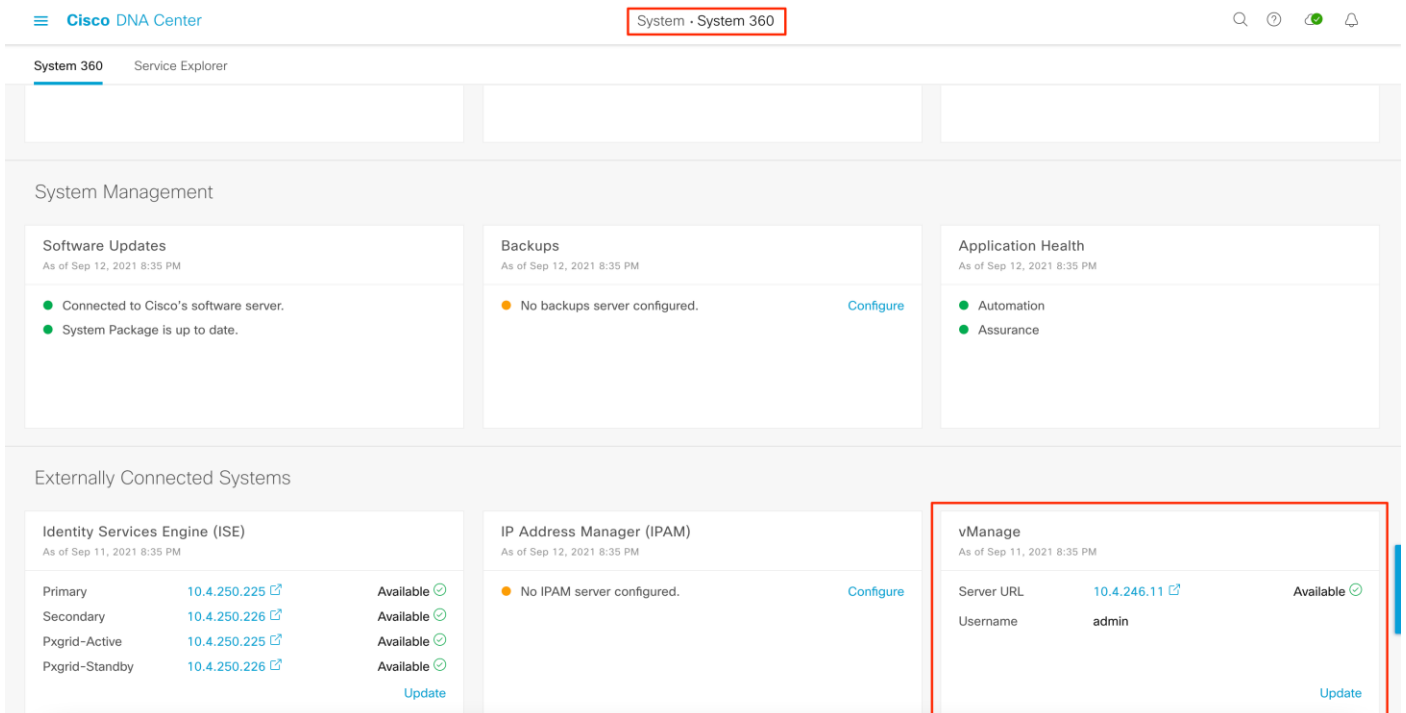 Cisco DNA Center
System · System 360
System 360
Service Explorer
System Management
Software Updates
As of Sep 12, 2021 8:35 PM
Connected to Cisco's software server.
System Package is up to date.
Backups
As of Sep 12, 2021 8:35 PM
No backups server configured.
Configure
Application Health
As of Sep 12, 2021 8:35 PM
Automation
Assurance
Externally Connected Systems
Identity Services Engine (ISE)
As of Sep 11, 2021 8:35 PM
Primary 10.4.250.225 Available
Secondary 10.4.250.226 Available
Pxgrid-Active 10.4.250.225 Available
Pxgrid-Standby 10.4.250.226 Available
Update
IP Address Manager (IPAM)
As of Sep 12, 2021 8:35 PM
No IPAM server configured.
Configure
vManage
As of Sep 11, 2021 8:35 PM
Server URL 10.4.246.11 Available
Username admin
Update